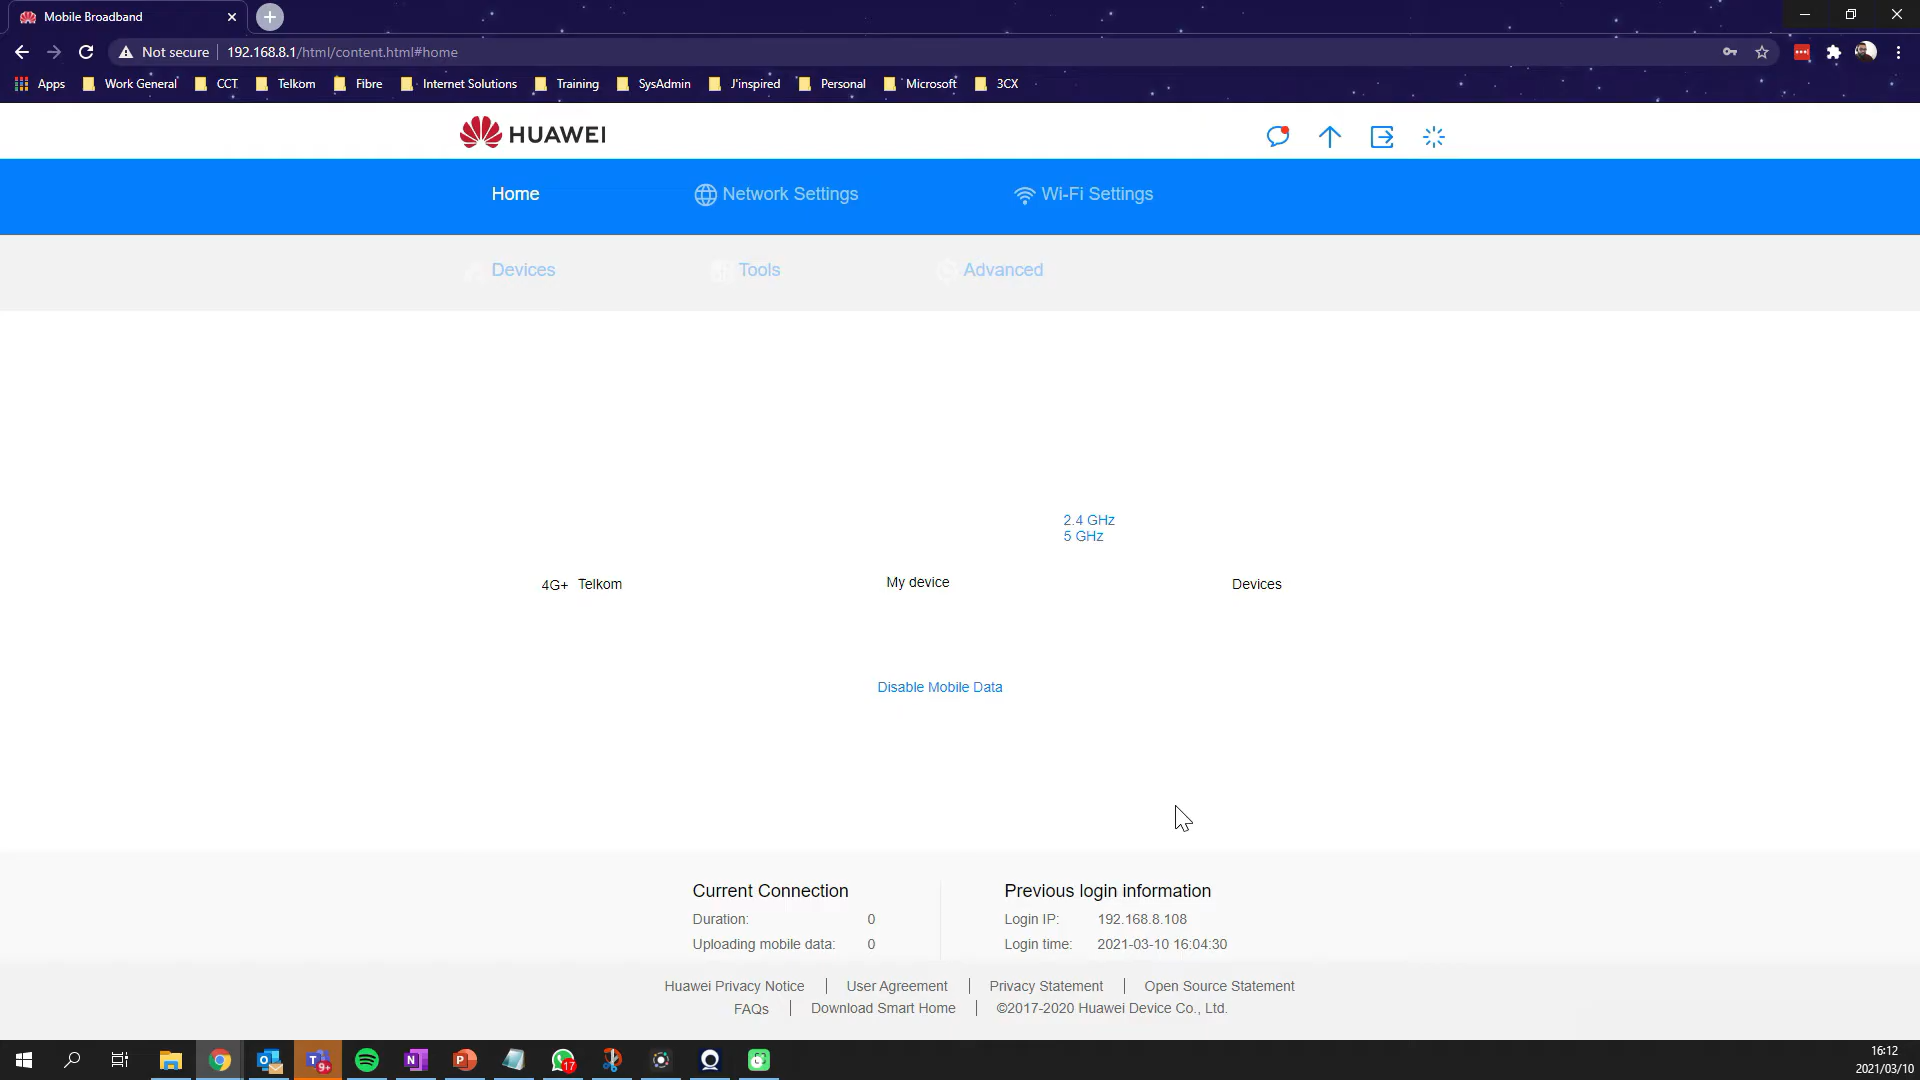 Mobile Broadband
Not secure 192.168.8.1/html/content.html#home
Apps Work General CCT Telkom Fibre Internet Solutions Training SysAdmin J'inspired Personal Microsoft 3CX
HUAWEI
Home Network Settings Wi-Fi Settings
Devices Tools Advanced
2.4 GHz
5 GHz
4G+ Telkom My device Devices
Disable Mobile Data
Current Connection
Duration: 0
Uploading mobile data: 0
Previous login information
Login IP: 192.168.8.108
Login time: 2021-03-10 16:04:30
Huawei Privacy Notice | User Agreement | Privacy Statement | Open Source Statement
FAQs | Download Smart Home | ©2017-2020 Huawei Device Co., Ltd.
9+
17
16:12
2021/03/10